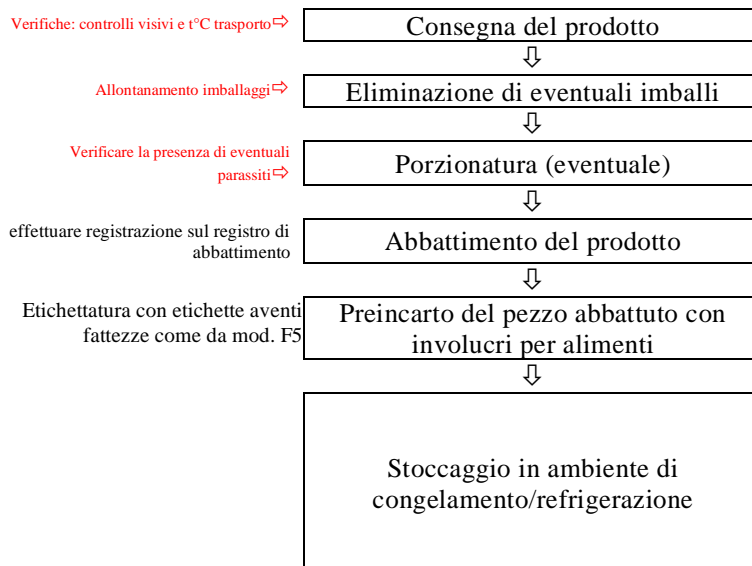 Verifiche: controlli visivi e t°C trasporto⇨
Consegna del prodotto
⇩
Allontanamento imballaggi⇨
Eliminazione di eventuali imballi
⇩
Verificare la presenza di eventuali
parassiti⇨
Porzionatura (eventuale)
⇩
effettuare registrazione sul registro di
abbattimento
Abbattimento del prodotto
⇩
Etichettatura con etichette aventi
fattezze come da mod. F5
Preincarto del pezzo abbattuto con
involucri per alimenti
⇩
Stoccaggio in ambiente di
congelamento/refrigerazione